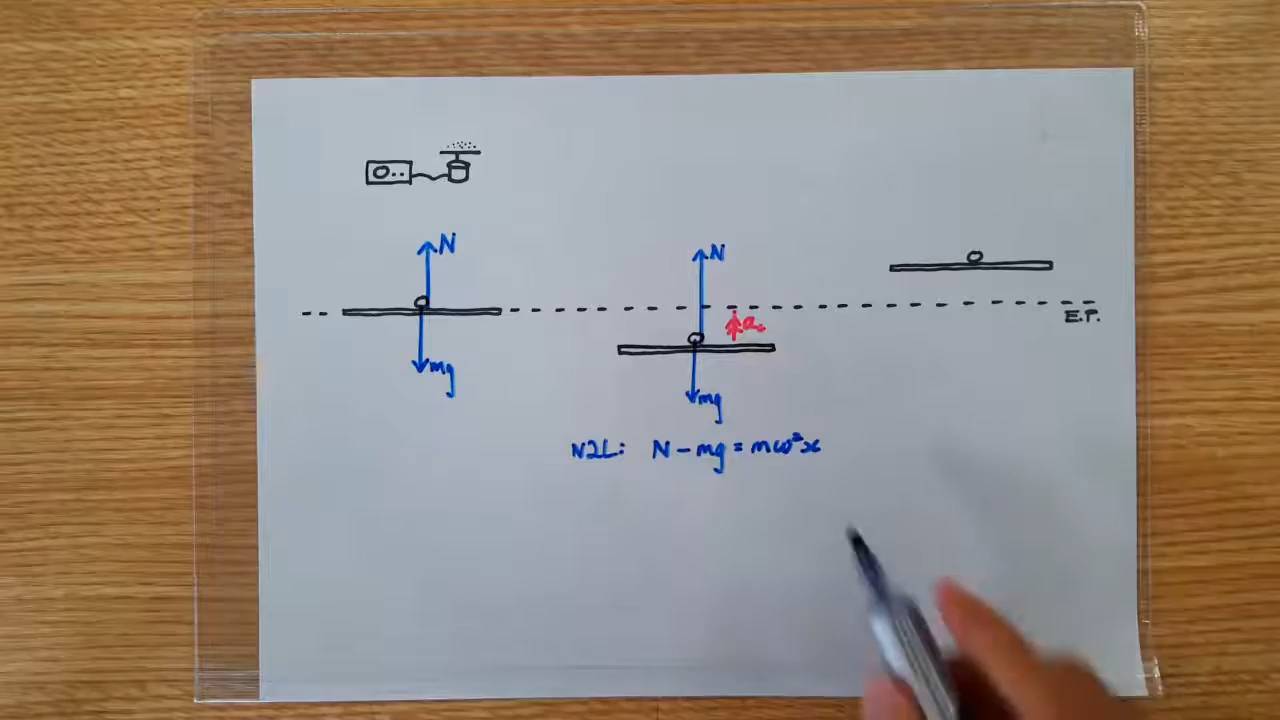 N
N
a
E.P.
mg
mg
N2L: N - mg = mω²x